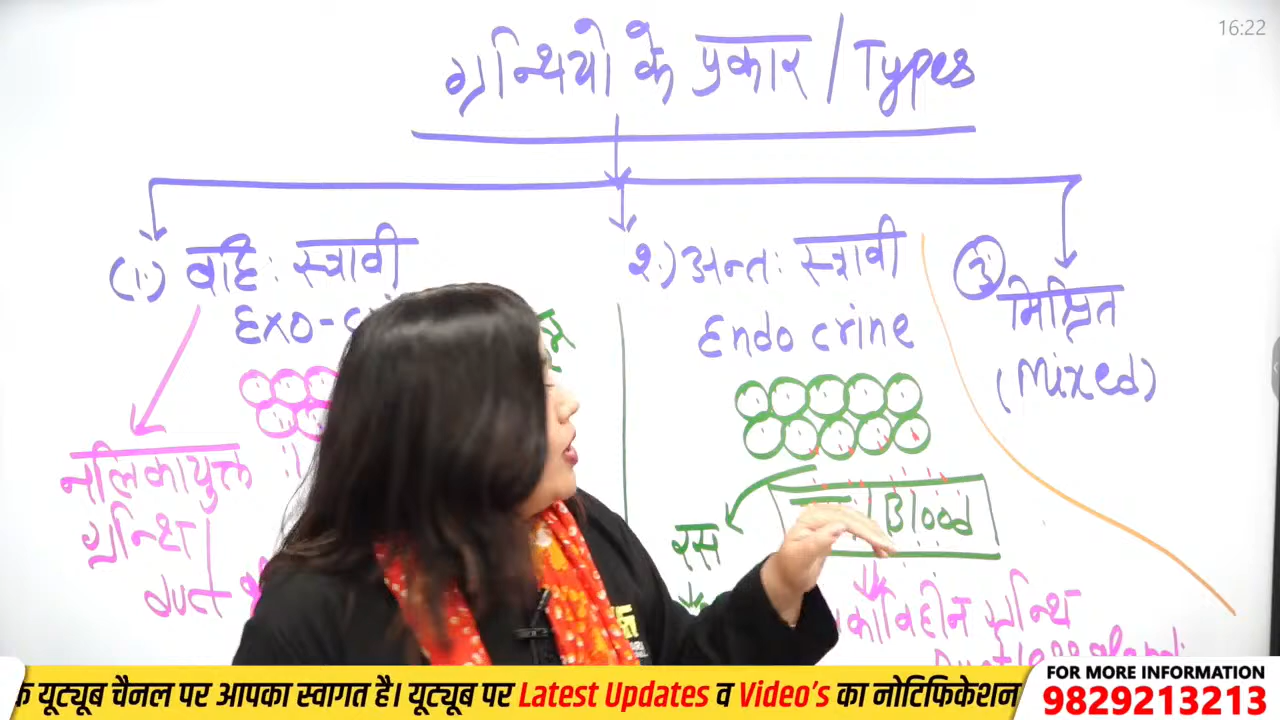 16:22
ग्रन्थियो के प्रकार / Types
(1.) बहि: स्त्रावी
Exo-
नलिकायुक्त
ग्रन्थि /
duct
2.) अन्त: स्त्रावी
Endo crine
Blood
रस
ग्रन्थि
③ मिश्रित
(Mixed)
यूट्यूब चैनल पर आपका स्वागत है। यूट्यूब पर Latest Updates व Video's का नोटिफिकेशन
FOR MORE INFORMATION
9829213213